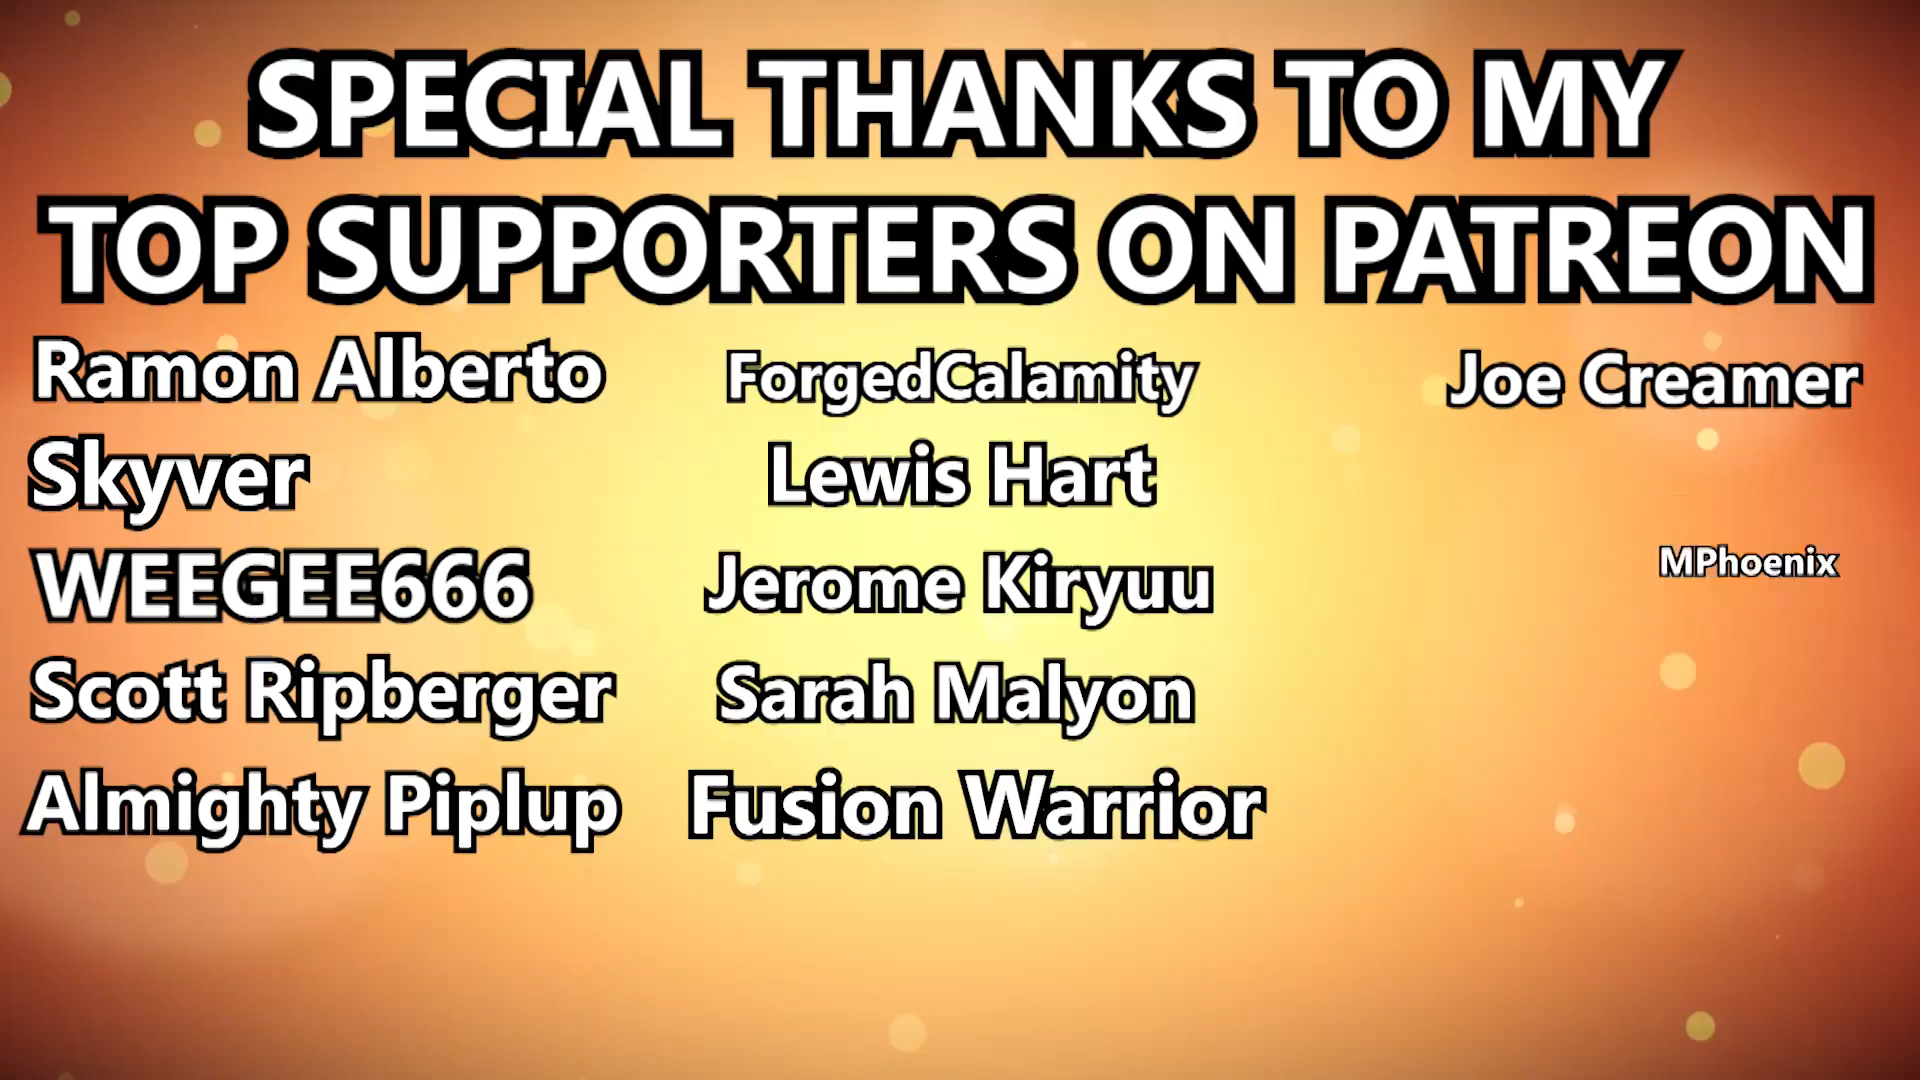 SPECIAL THANKS TO MY
TOP SUPPORTERS ON PATREON
Ramon Alberto
Skyver
WEEGEE666
Scott Ripberger
Almighty Piplup
ForgedCalamity
Lewis Hart
Jerome Kiryuu
Sarah Malyon
Fusion Warrior
Joe Creamer
MPhoenix